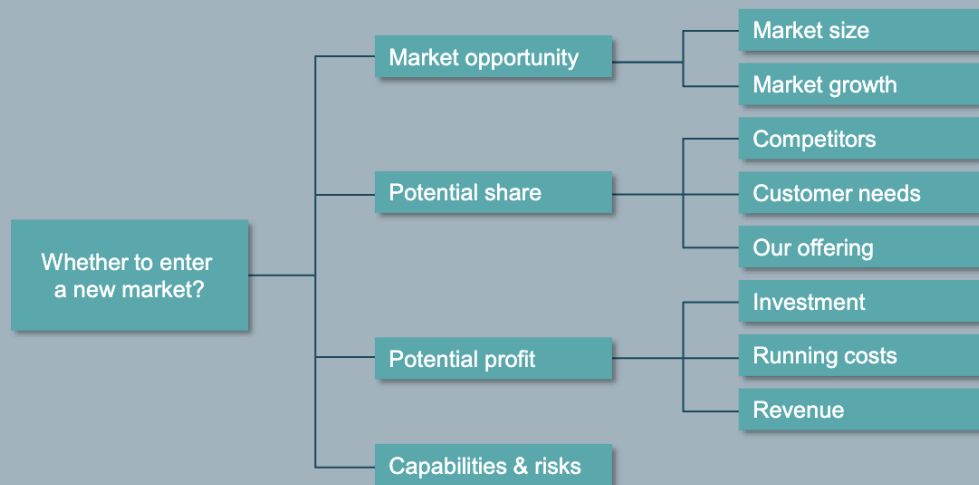 Whether to enter
a new market?
Market opportunity
Market size
Market growth
Potential share
Competitors
Customer needs
Our offering
Potential profit
Investment
Running costs
Revenue
Capabilities & risks